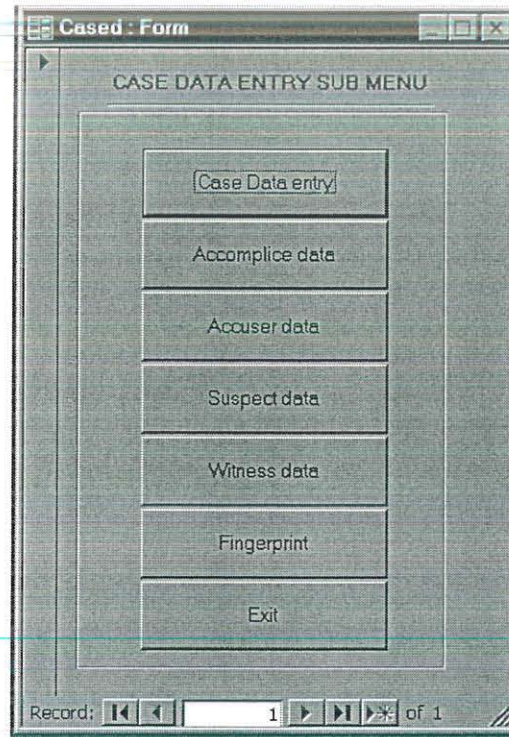 Cased : Form
CASE DATA ENTRY SUB MENU
Case Data entry
Accomplice data
Accuser data
Suspect data
Witness data
Fingerprint
Exit
Record: 1 of 1